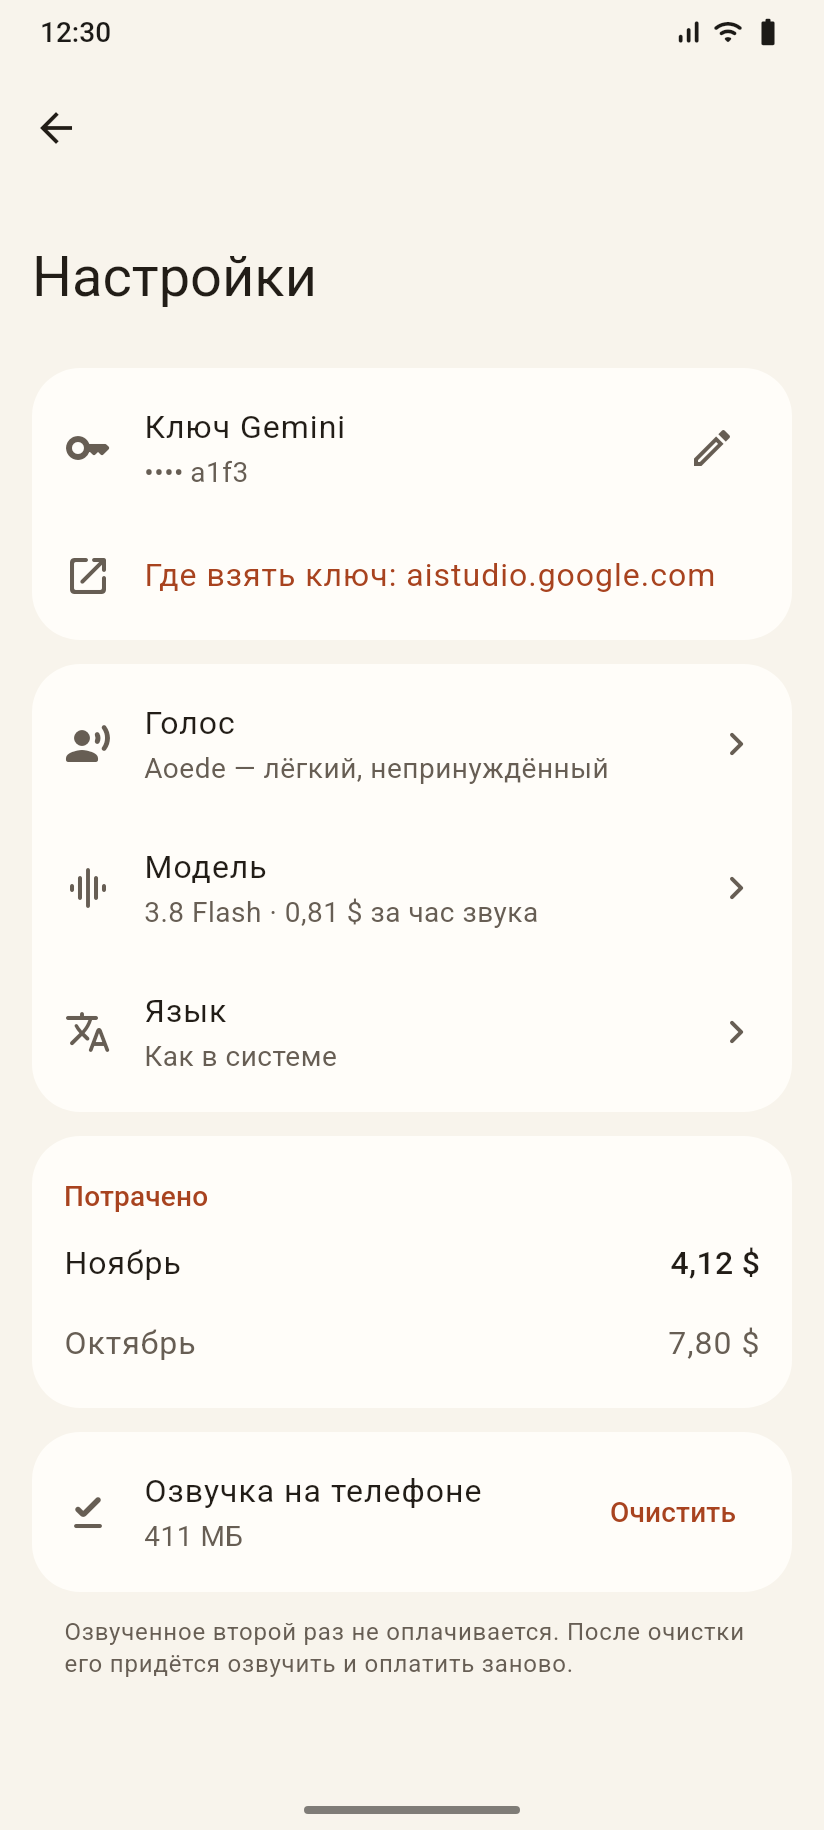 12:30
Настройки
Ключ Gemini
•••• a1f3
Где взять ключ: aistudio.google.com
Голос
Aoede — лёгкий, непринуждённый
Модель
3.8 Flash · 0,81 $ за час звука
Язык
Как в системе
Потрачено
Ноябрь 4,12 $
Октябрь 7,80 $
Озвучка на телефоне
411 МБ
Очистить
Озвученное второй раз не оплачивается. После очистки
его придётся озвучить и оплатить заново.